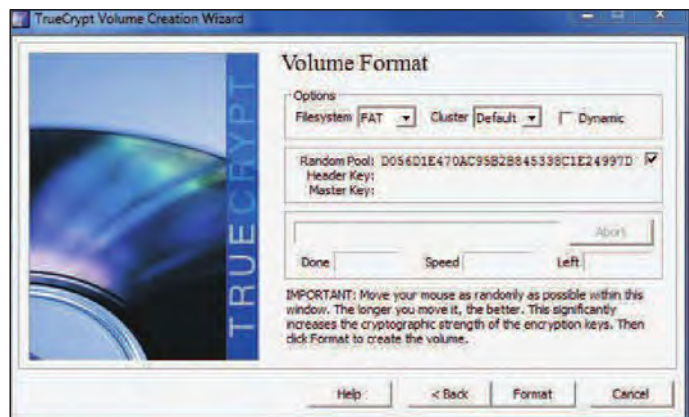 TrueCrypt Volume Creation Wizard
TRUECRYPT
Volume Format
Options
Filesystem FAT Cluster Default Dynamic
Random Pool: D056D1E470AC95B2B845338C1E24997D
Header Key:
Master Key:
Abort
Done Speed Left
IMPORTANT: Move your mouse as randomly as possible within this
window. The longer you move it, the better. This significantly
increases the cryptographic strength of the encryption keys. Then
click Format to create the volume.
Help < Back Format Cancel